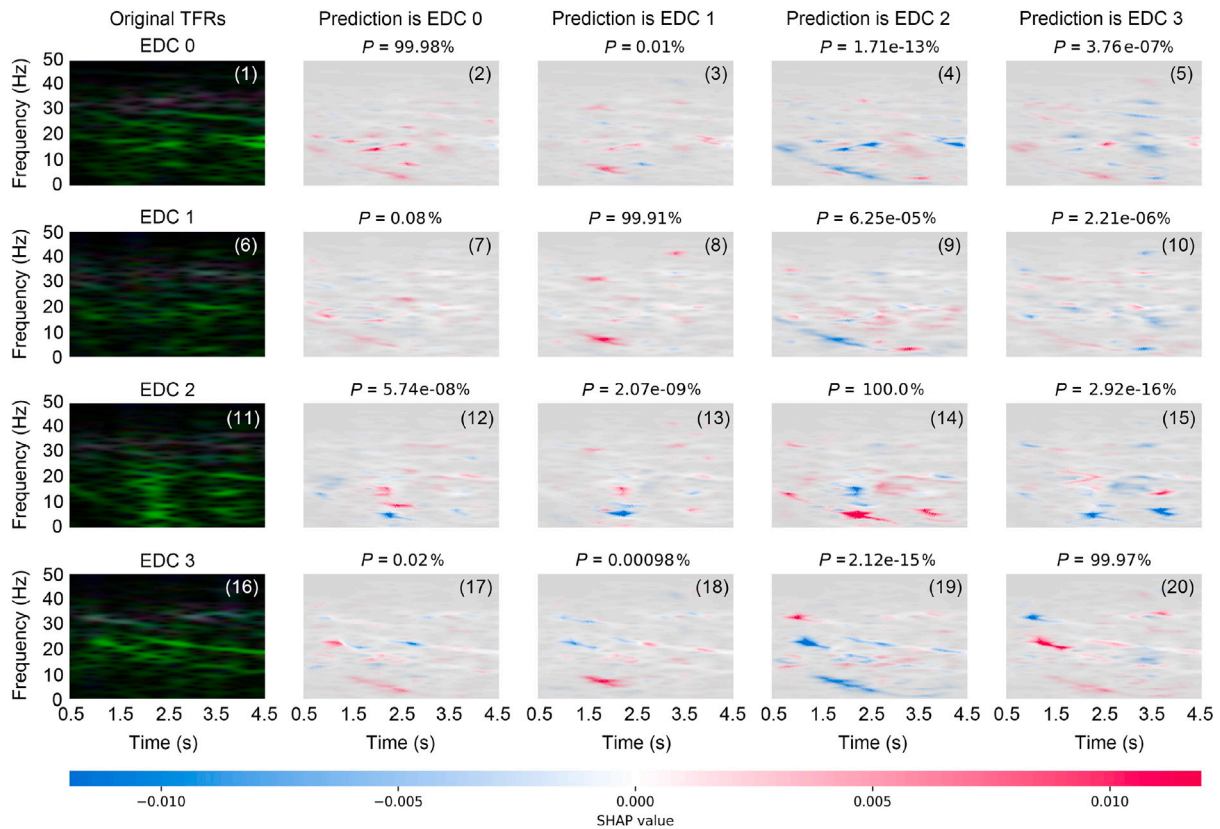 Original TFRs Prediction is EDC 0 Prediction is EDC 1 Prediction is EDC 2 Prediction is EDC 3
EDC 0 P = 99.98% P = 0.01% P = 1.71e-13% P = 3.76e-07%
(1) (2) (3) (4) (5)
Frequency (Hz)
50
40
30
20
10
0
EDC 1 P = 0.08% P = 99.91% P = 6.25e-05% P = 2.21e-06%
(6) (7) (8) (9) (10)
Frequency (Hz)
50
40
30
20
10
0
EDC 2 P = 5.74e-08% P = 2.07e-09% P = 100.0% P = 2.92e-16%
(11) (12) (13) (14) (15)
Frequency (Hz)
50
40
30
20
10
0
EDC 3 P = 0.02% P = 0.00098% P = 2.12e-15% P = 99.97%
(16) (17) (18) (19) (20)
Frequency (Hz)
50
40
30
20
10
0
0.5 1.5 2.5 3.5 4.5 0.5 1.5 2.5 3.5 4.5 0.5 1.5 2.5 3.5 4.5 0.5 1.5 2.5 3.5 4.5 0.5 1.5 2.5 3.5 4.5
Time (s) Time (s) Time (s) Time (s) Time (s)
−0.010 −0.005 0.000 0.005 0.010
SHAP value